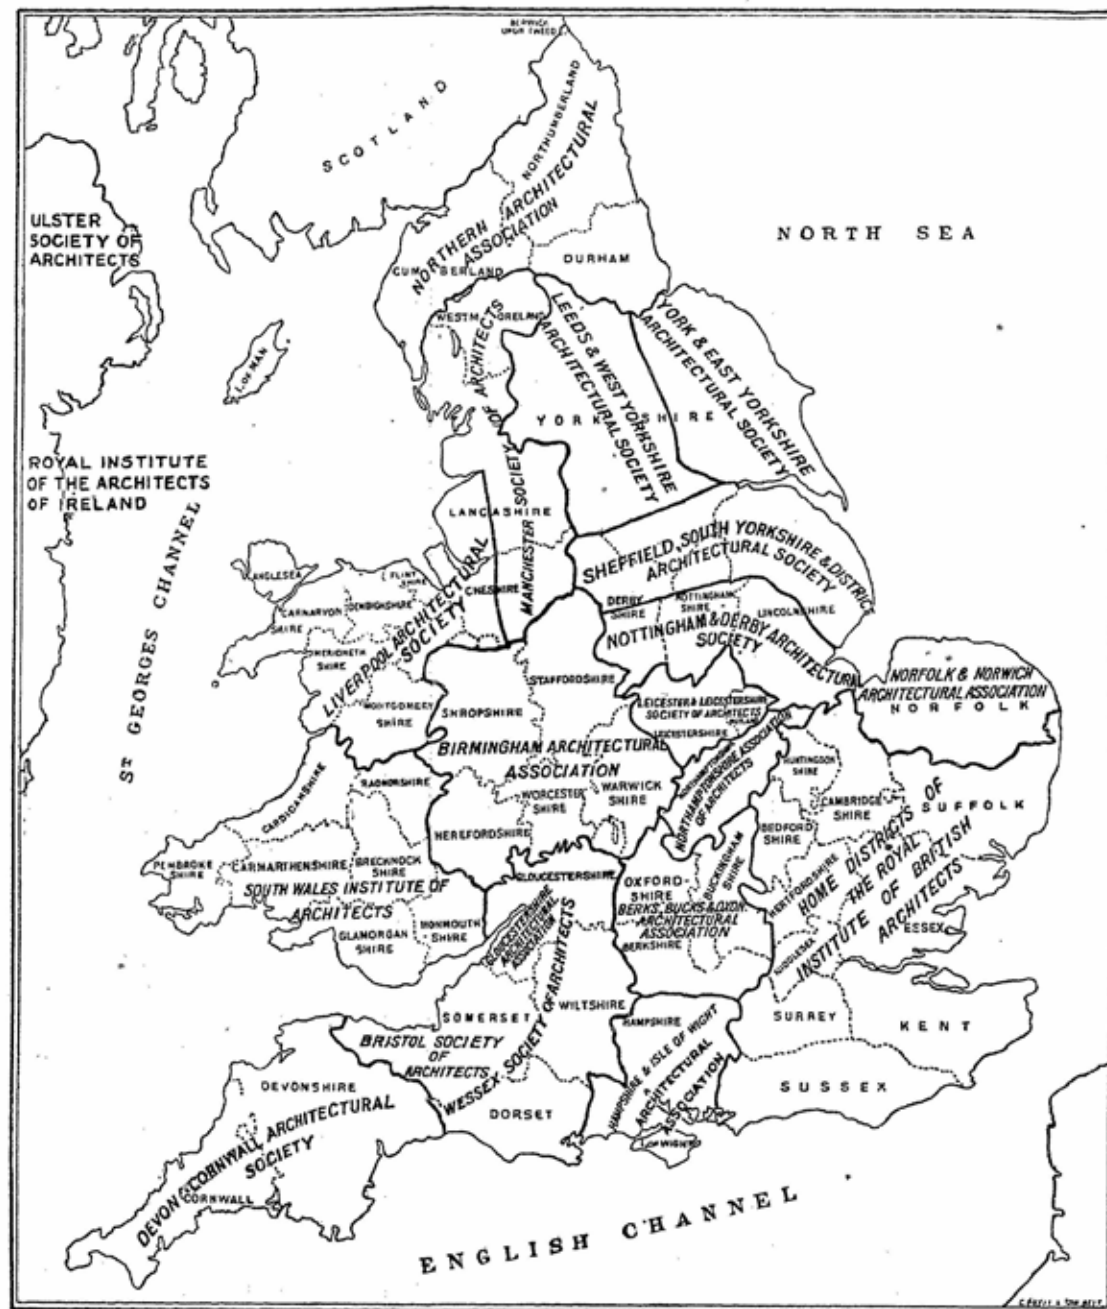 BERWICK
UPON TWEED
SCOTLAND
NORTHUMBERLAND
NORTHERN ARCHITECTURAL
ASSOCIATION
ULSTER
SOCIETY OF
ARCHITECTS
NORTH SEA
CUMBERLAND
DURHAM
WESTMORELAND
I. OF MAN
LEEDS & WEST YORKSHIRE
ARCHITECTURAL SOCIETY
YORK & EAST YORKSHIRE
ARCHITECTURAL SOCIETY
YORKSHIRE
ROYAL INSTITUTE
OF THE ARCHITECTS
OF IRELAND
ST GEORGES CHANNEL
LANCASHIRE
MANCHESTER SOCIETY OF ARCHITECTS
SHEFFIELD, SOUTH YORKSHIRE & DISTRICT
ARCHITECTURAL SOCIETY
ANGLESEA
CARNARVON
SHIRE
DENBIGHSHIRE
FLINT
SHIRE
CHESHIRE
LIVERPOOL ARCHITECTURAL
SOCIETY
MERIONETH
SHIRE
MONTGOMERY
SHIRE
DERBY
SHIRE
NOTTINGHAM
SHIRE
LINCOLNSHIRE
NOTTINGHAM & DERBY ARCHITECTURAL
SOCIETY
NORFOLK & NORWICH
ARCHITECTURAL ASSOCIATION
NORFOLK
STAFFORDSHIRE
SHROPSHIRE
LEICESTER & LEICESTERSHIRE
SOCIETY OF ARCHITECTS
LEICESTERSHIRE
BIRMINGHAM ARCHITECTURAL
ASSOCIATION
WORCESTER
SHIRE
WARWICK
SHIRE
HEREFORDSHIRE
NORTHAMPTONSHIRE
NORTHAMPTONSHIRE ASSOCIATION
OF ARCHITECTS
HUNTINGDON
SHIRE
CAMBRIDGE
SHIRE
SUFFOLK
BEDFORD
SHIRE
HERTFORDSHIRE
HOME DISTRICTS OF
THE ROYAL
INSTITUTE OF BRITISH
ARCHITECTS
ESSEX
MIDDLESEX
CARDIGANSHIRE
RADNORSHIRE
PEMBROKE
SHIRE
CARMARTHENSHIRE
BRECKNOCK
SHIRE
SOUTH WALES INSTITUTE OF
ARCHITECTS
GLAMORGAN
SHIRE
MONMOUTH
SHIRE
GLOUCESTERSHIRE
GLOUCESTERSHIRE
ARCHITECTURAL
ASSOCIATION
OXFORD-
SHIRE
BUCKINGHAM
SHIRE
BERKS, BUCKS & OXON.
ARCHITECTURAL
ASSOCIATION
BERKSHIRE
SOMERSET
WILTSHIRE
BRISTOL SOCIETY
OF
ARCHITECTS
WESSEX SOCIETY OF ARCHITECTS
HAMPSHIRE
HAMPSHIRE & ISLE OF WIGHT
ARCHITECTURAL
ASSOCIATION
SURREY
KENT
SUSSEX
DORSET
I. OF WIGHT
DEVONSHIRE
DEVON & CORNWALL ARCHITECTURAL
SOCIETY
CORNWALL
ENGLISH CHANNEL